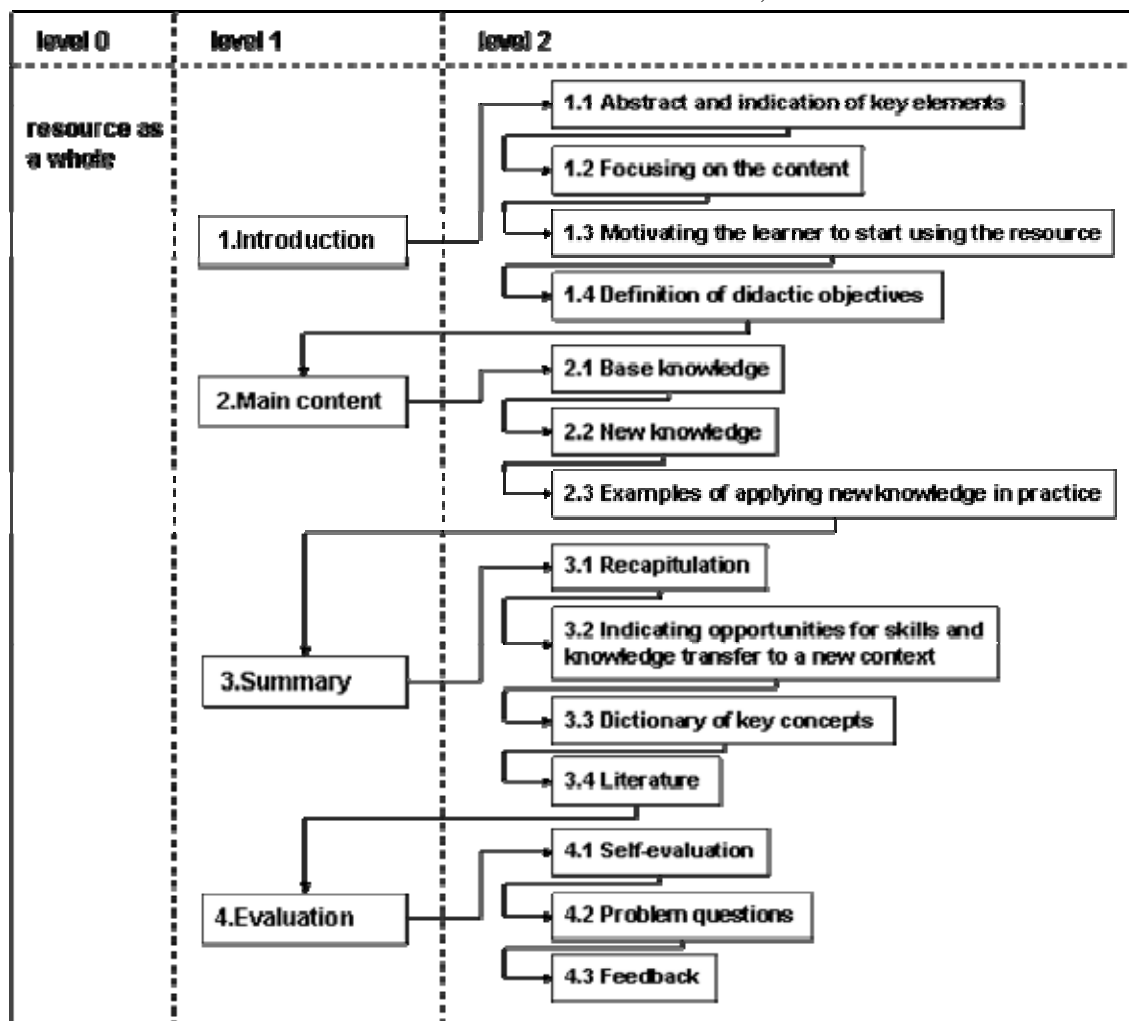 level 0
level 1
level 2
resource as
a whole
1.Introduction
1.1 Abstract and indication of key elements
1.2 Focusing on the content
1.3 Motivating the learner to start using the resource
1.4 Definition of didactic objectives
2.Main content
2.1 Base knowledge
2.2 New knowledge
2.3 Examples of applying new knowledge in practice
3.Summary
3.1 Recapitulation
3.2 Indicating opportunities for skills and
knowledge transfer to a new context
3.3 Dictionary of key concepts
3.4 Literature
4.Evaluation
4.1 Self-evaluation
4.2 Problem questions
4.3 Feedback